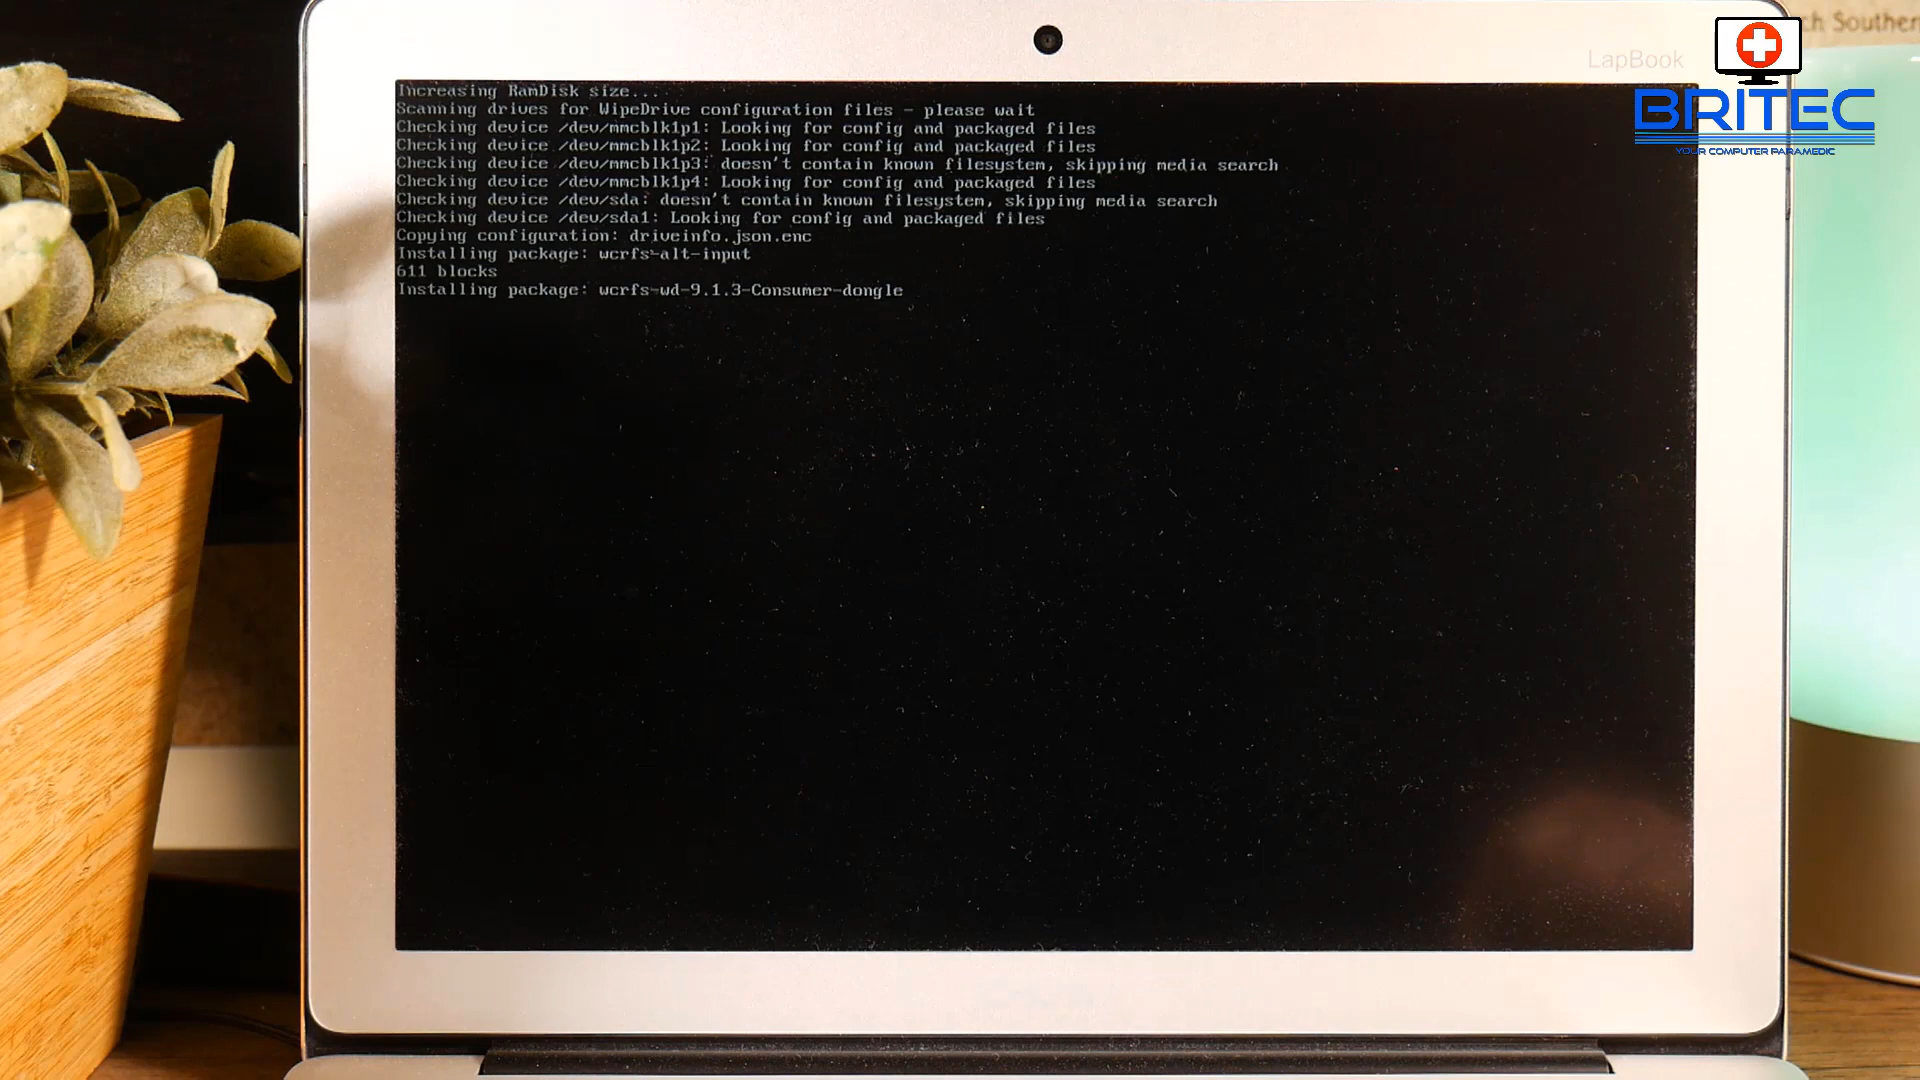 ch Southern
LapBook
BRITEC
YOUR COMPUTER PARAMEDIC
Increasing RamDisk size...
Scanning drives for WipeDrive configuration files - please wait
Checking device /dev/mmcblk1p1: Looking for config and packaged files
Checking device /dev/mmcblk1p2: Looking for config and packaged files
Checking device /dev/mmcblk1p3: doesn't contain known filesystem, skipping media search
Checking device /dev/mmcblk1p4: Looking for config and packaged files
Checking device /dev/sda: doesn't contain known filesystem, skipping media search
Checking device /dev/sda1: Looking for config and packaged files
Copying configuration: driveinfo.json.enc
Installing package: wcrfs-alt-input
611 blocks
Installing package: wcrfs-wd-9.1.3-Consumer-dongle